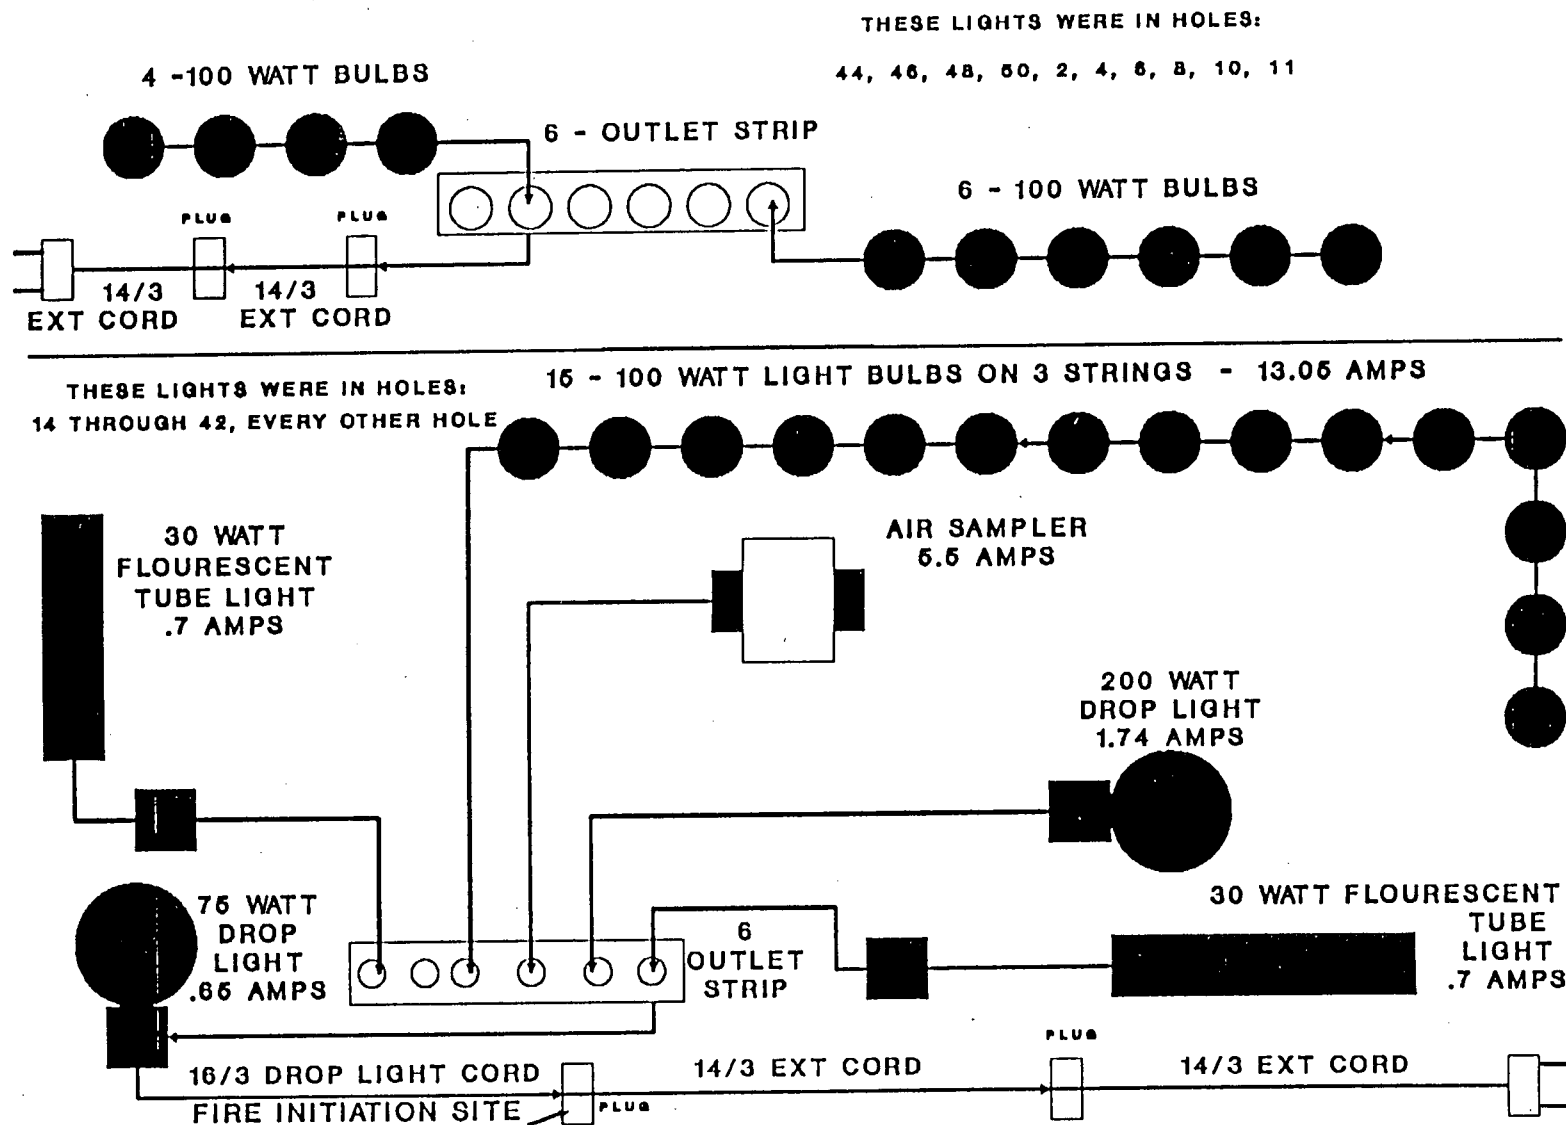 THESE LIGHTS WERE IN HOLES:
44, 46, 48, 50, 2, 4, 6, 8, 10, 11
4 -100 WATT BULBS
6 - OUTLET STRIP
6 - 100 WATT BULBS
PLUG
PLUG
14/3
EXT CORD
14/3
EXT CORD
15 - 100 WATT LIGHT BULBS ON 3 STRINGS - 13.05 AMPS
THESE LIGHTS WERE IN HOLES:
14 THROUGH 42, EVERY OTHER HOLE
30 WATT
FLOURESCENT
TUBE LIGHT
.7 AMPS
AIR SAMPLER
5.5 AMPS
200 WATT
DROP LIGHT
1.74 AMPS
75 WATT
DROP
LIGHT
.65 AMPS
6
OUTLET
STRIP
30 WATT FLOURESCENT
TUBE
LIGHT
.7 AMPS
16/3 DROP LIGHT CORD
FIRE INITIATION SITE
PLUG
14/3 EXT CORD
PLUG
14/3 EXT CORD